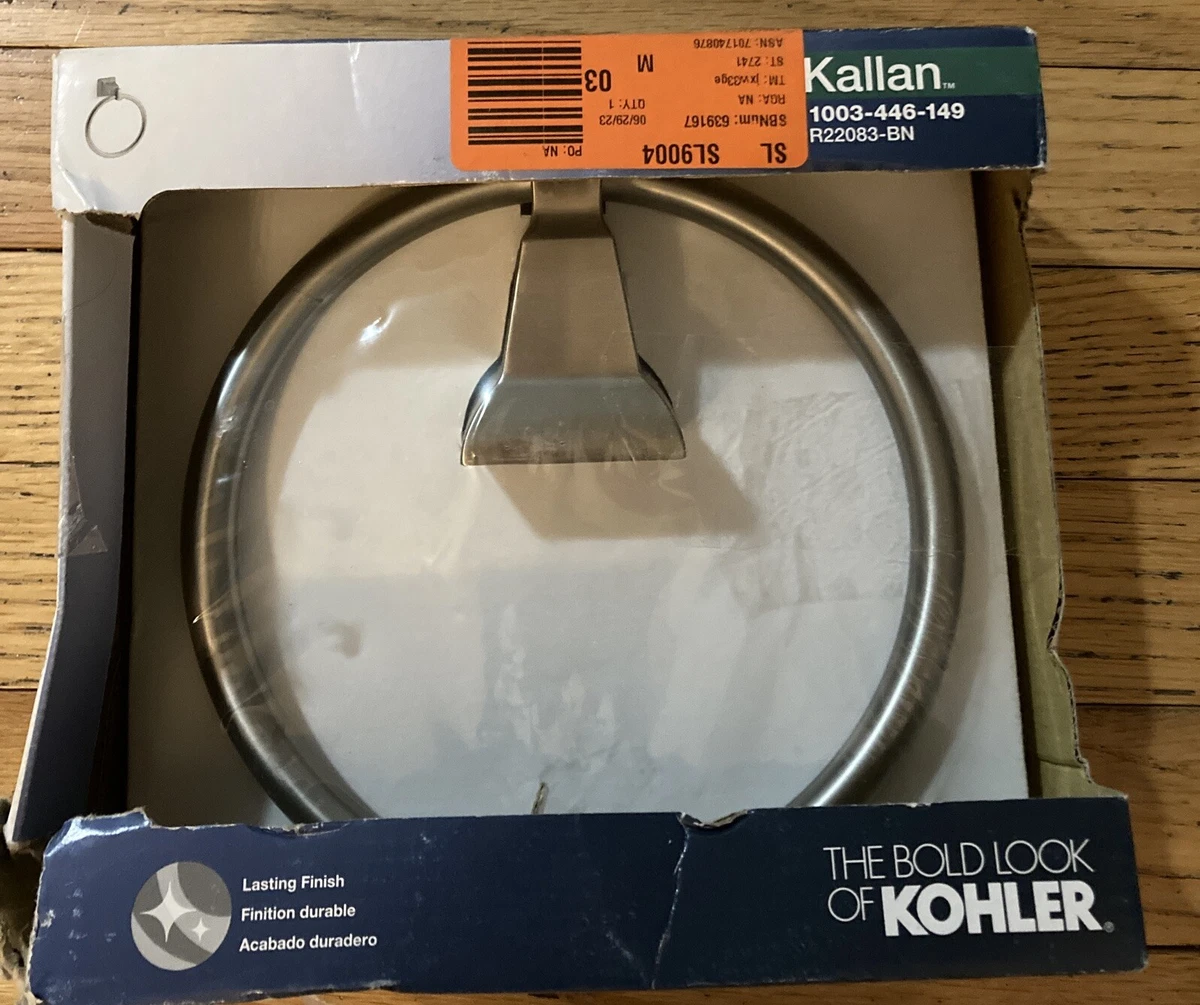 Kallan™
1003-446-149
R22083-BN
SL SL9004
PO: NA
SBNum: 639167
06/29/23
RGA: NA
QTY: 1
TM: jxw33ge
03
ST: 2741
M
ASN: 701740876
Lasting Finish
Finition durable
Acabado duradero
THE BOLD LOOK
OF KOHLER®